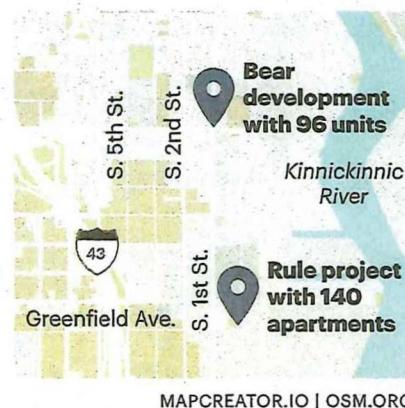 Bear
development
with 96 units
S. 5th St.
S. 2nd St.
Kinnickinnic
River
43
S. 1st St.
Rule project
with 140
apartments
Greenfield Ave.
MAPCREATOR.IO | OSM.ORG